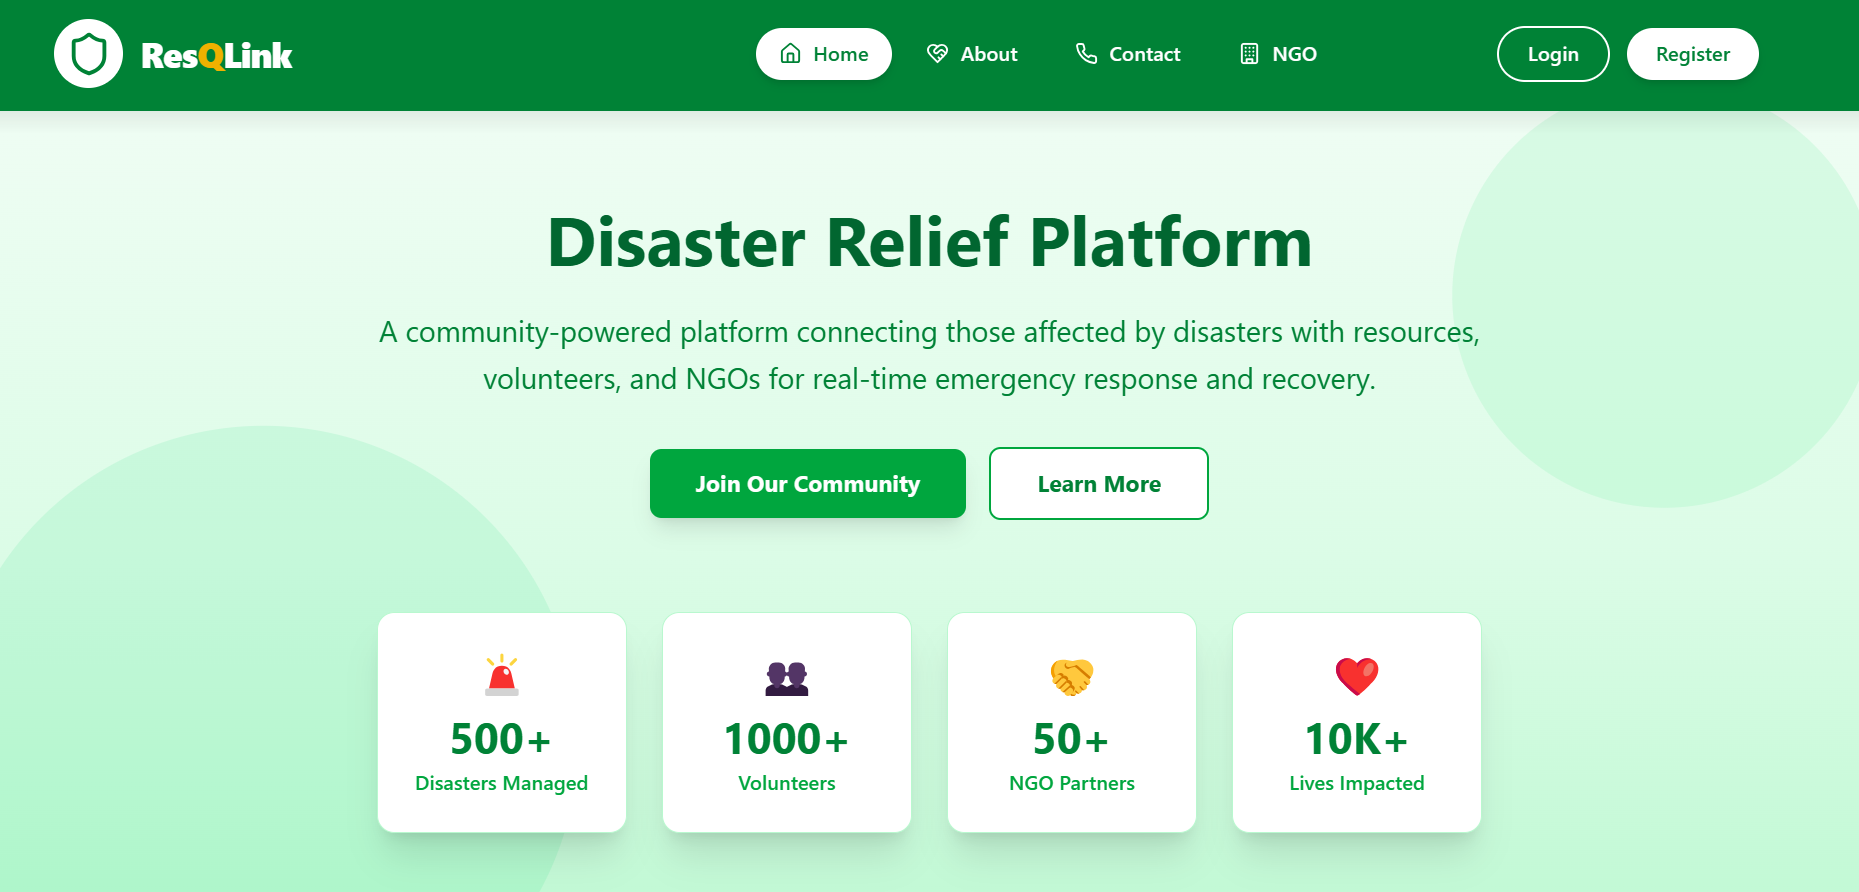 ResQLink
Home
About
Contact
NGO
Login
Register
Disaster Relief Platform
A community-powered platform connecting those affected by disasters with resources,
volunteers, and NGOs for real-time emergency response and recovery.
Join Our Community
Learn More
500+
Disasters Managed
1000+
Volunteers
50+
NGO Partners
10K+
Lives Impacted